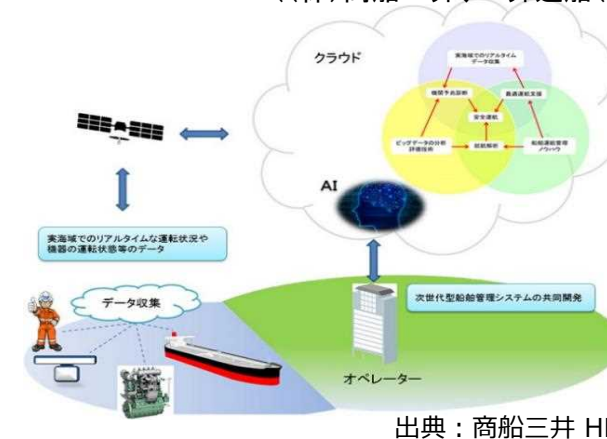 クラウド
実海域でのリアルタイム
データ収集
機関予兆診断
最適運航支援
安全運航
ビッグデータの分析
評価技術
船舶運航管理
ノウハウ
AI
実海域でのリアルタイムな運転状況や
機器の運転状態等のデータ
データ収集
次世代型船舶管理システムの共同開発
オペレーター
出典：商船三井